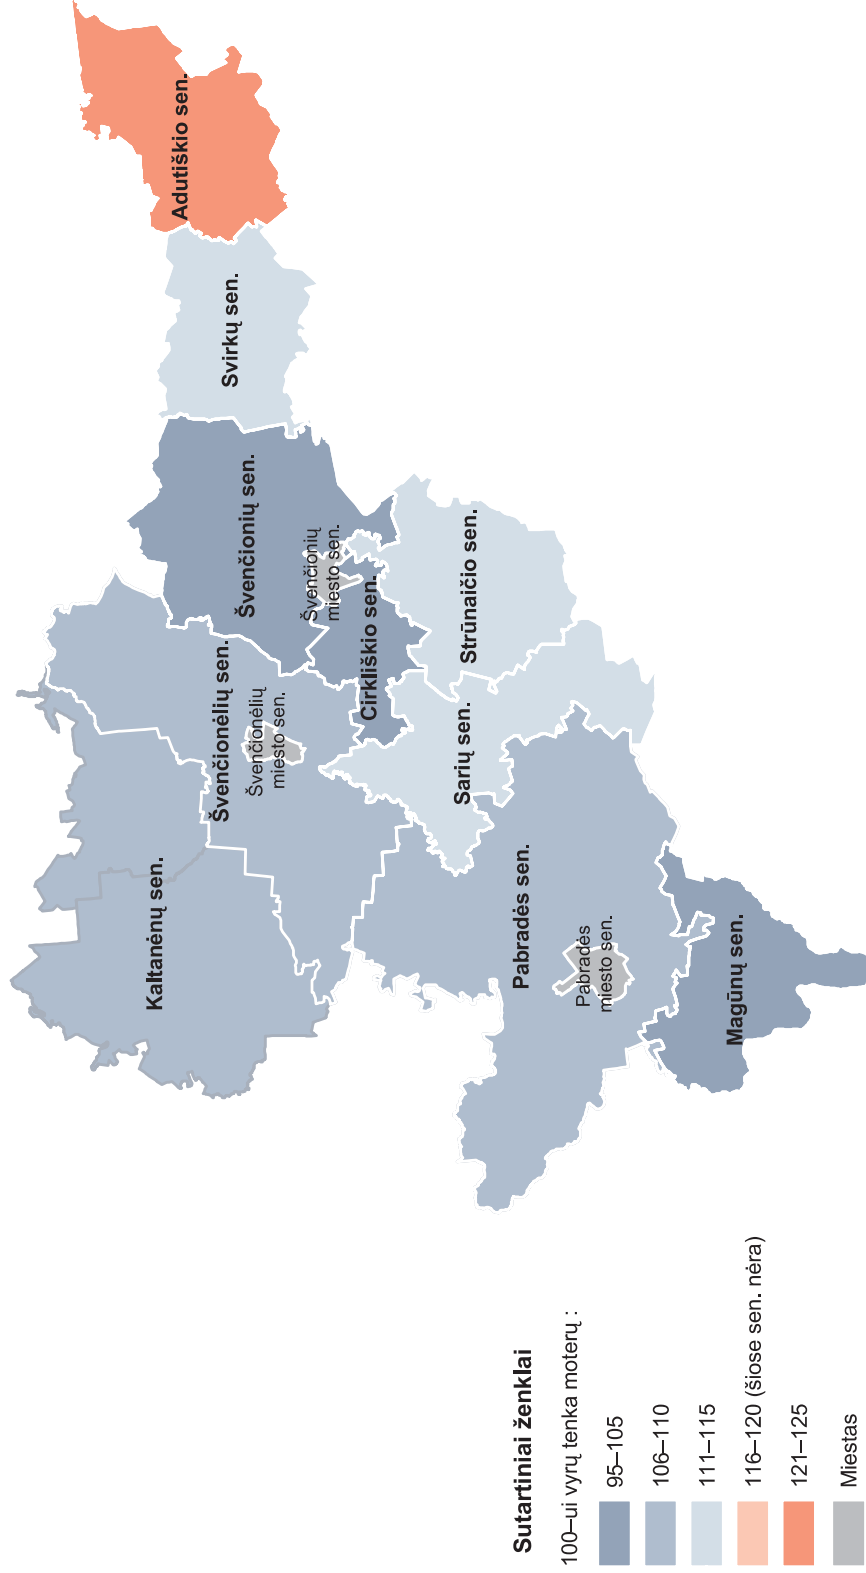 Adutiškio sen.
Svirkų sen.
Švenčionių sen.
Švenčionių
miesto sen.
Cirkliškio sen.
Strūnaičio sen.
Švenčionėlių sen.
Švenčionėlių
miesto sen.
Sarių sen.
Kaltanėnų sen.
Pabradės sen.
Pabradės
miesto sen.
Magūnų sen.
Sutartiniai ženklai
100–ui vyrų tenka moterų :
95–105
106–110
111–115
116–120 (šiose sen. nėra)
121–125
Miestas